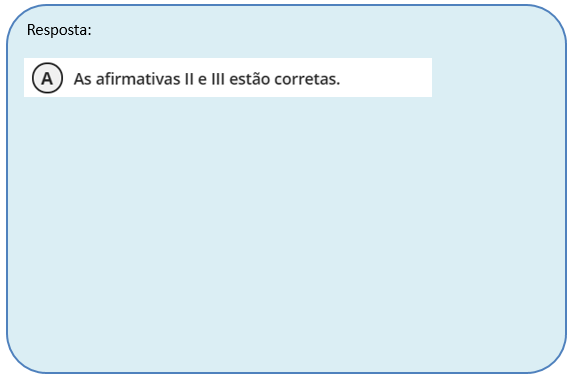 Resposta:
A As afirmativas II e III estão corretas.